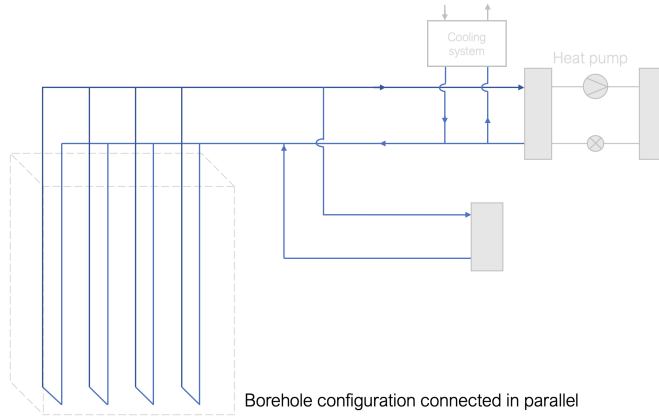 Cooling
system
Heat pump
Borehole configuration connected in parallel